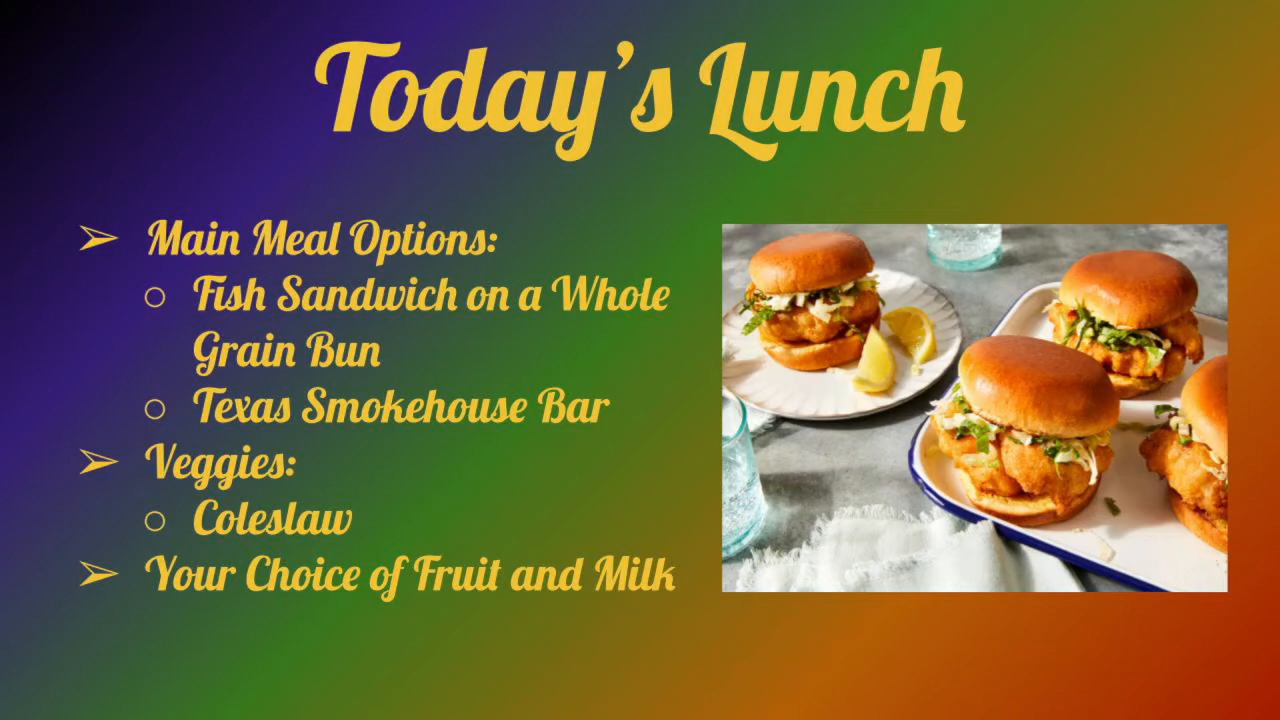 Today's Lunch
➢ Main Meal Options:
○ Fish Sandwich on a Whole
Grain Bun
○ Texas Smokehouse Bar
➢ Veggies:
○ Coleslaw
➢ Your Choice of Fruit and Milk